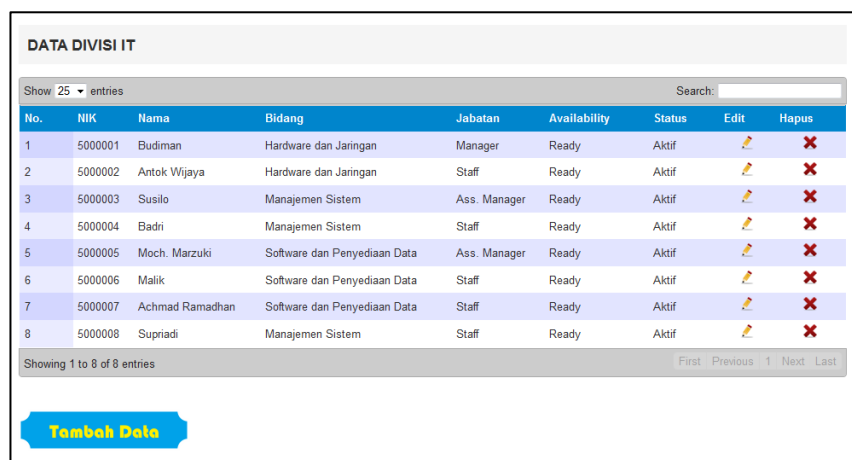 DATA DIVISI IT
Show 25 entries Search:
No. NIK Nama Bidang Jabatan Availability Status Edit Hapus
1 5000001 Budiman Hardware dan Jaringan Manager Ready Aktif
2 5000002 Antok Wijaya Hardware dan Jaringan Staff Ready Aktif
3 5000003 Susilo Manajemen Sistem Ass. Manager Ready Aktif
4 5000004 Badri Manajemen Sistem Staff Ready Aktif
5 5000005 Moch. Marzuki Software dan Penyediaan Data Ass. Manager Ready Aktif
6 5000006 Malik Software dan Penyediaan Data Staff Ready Aktif
7 5000007 Achmad Ramadhan Software dan Penyediaan Data Staff Ready Aktif
8 5000008 Supriadi Manajemen Sistem Staff Ready Aktif
Showing 1 to 8 of 8 entries First Previous 1 Next Last
Tambah Data